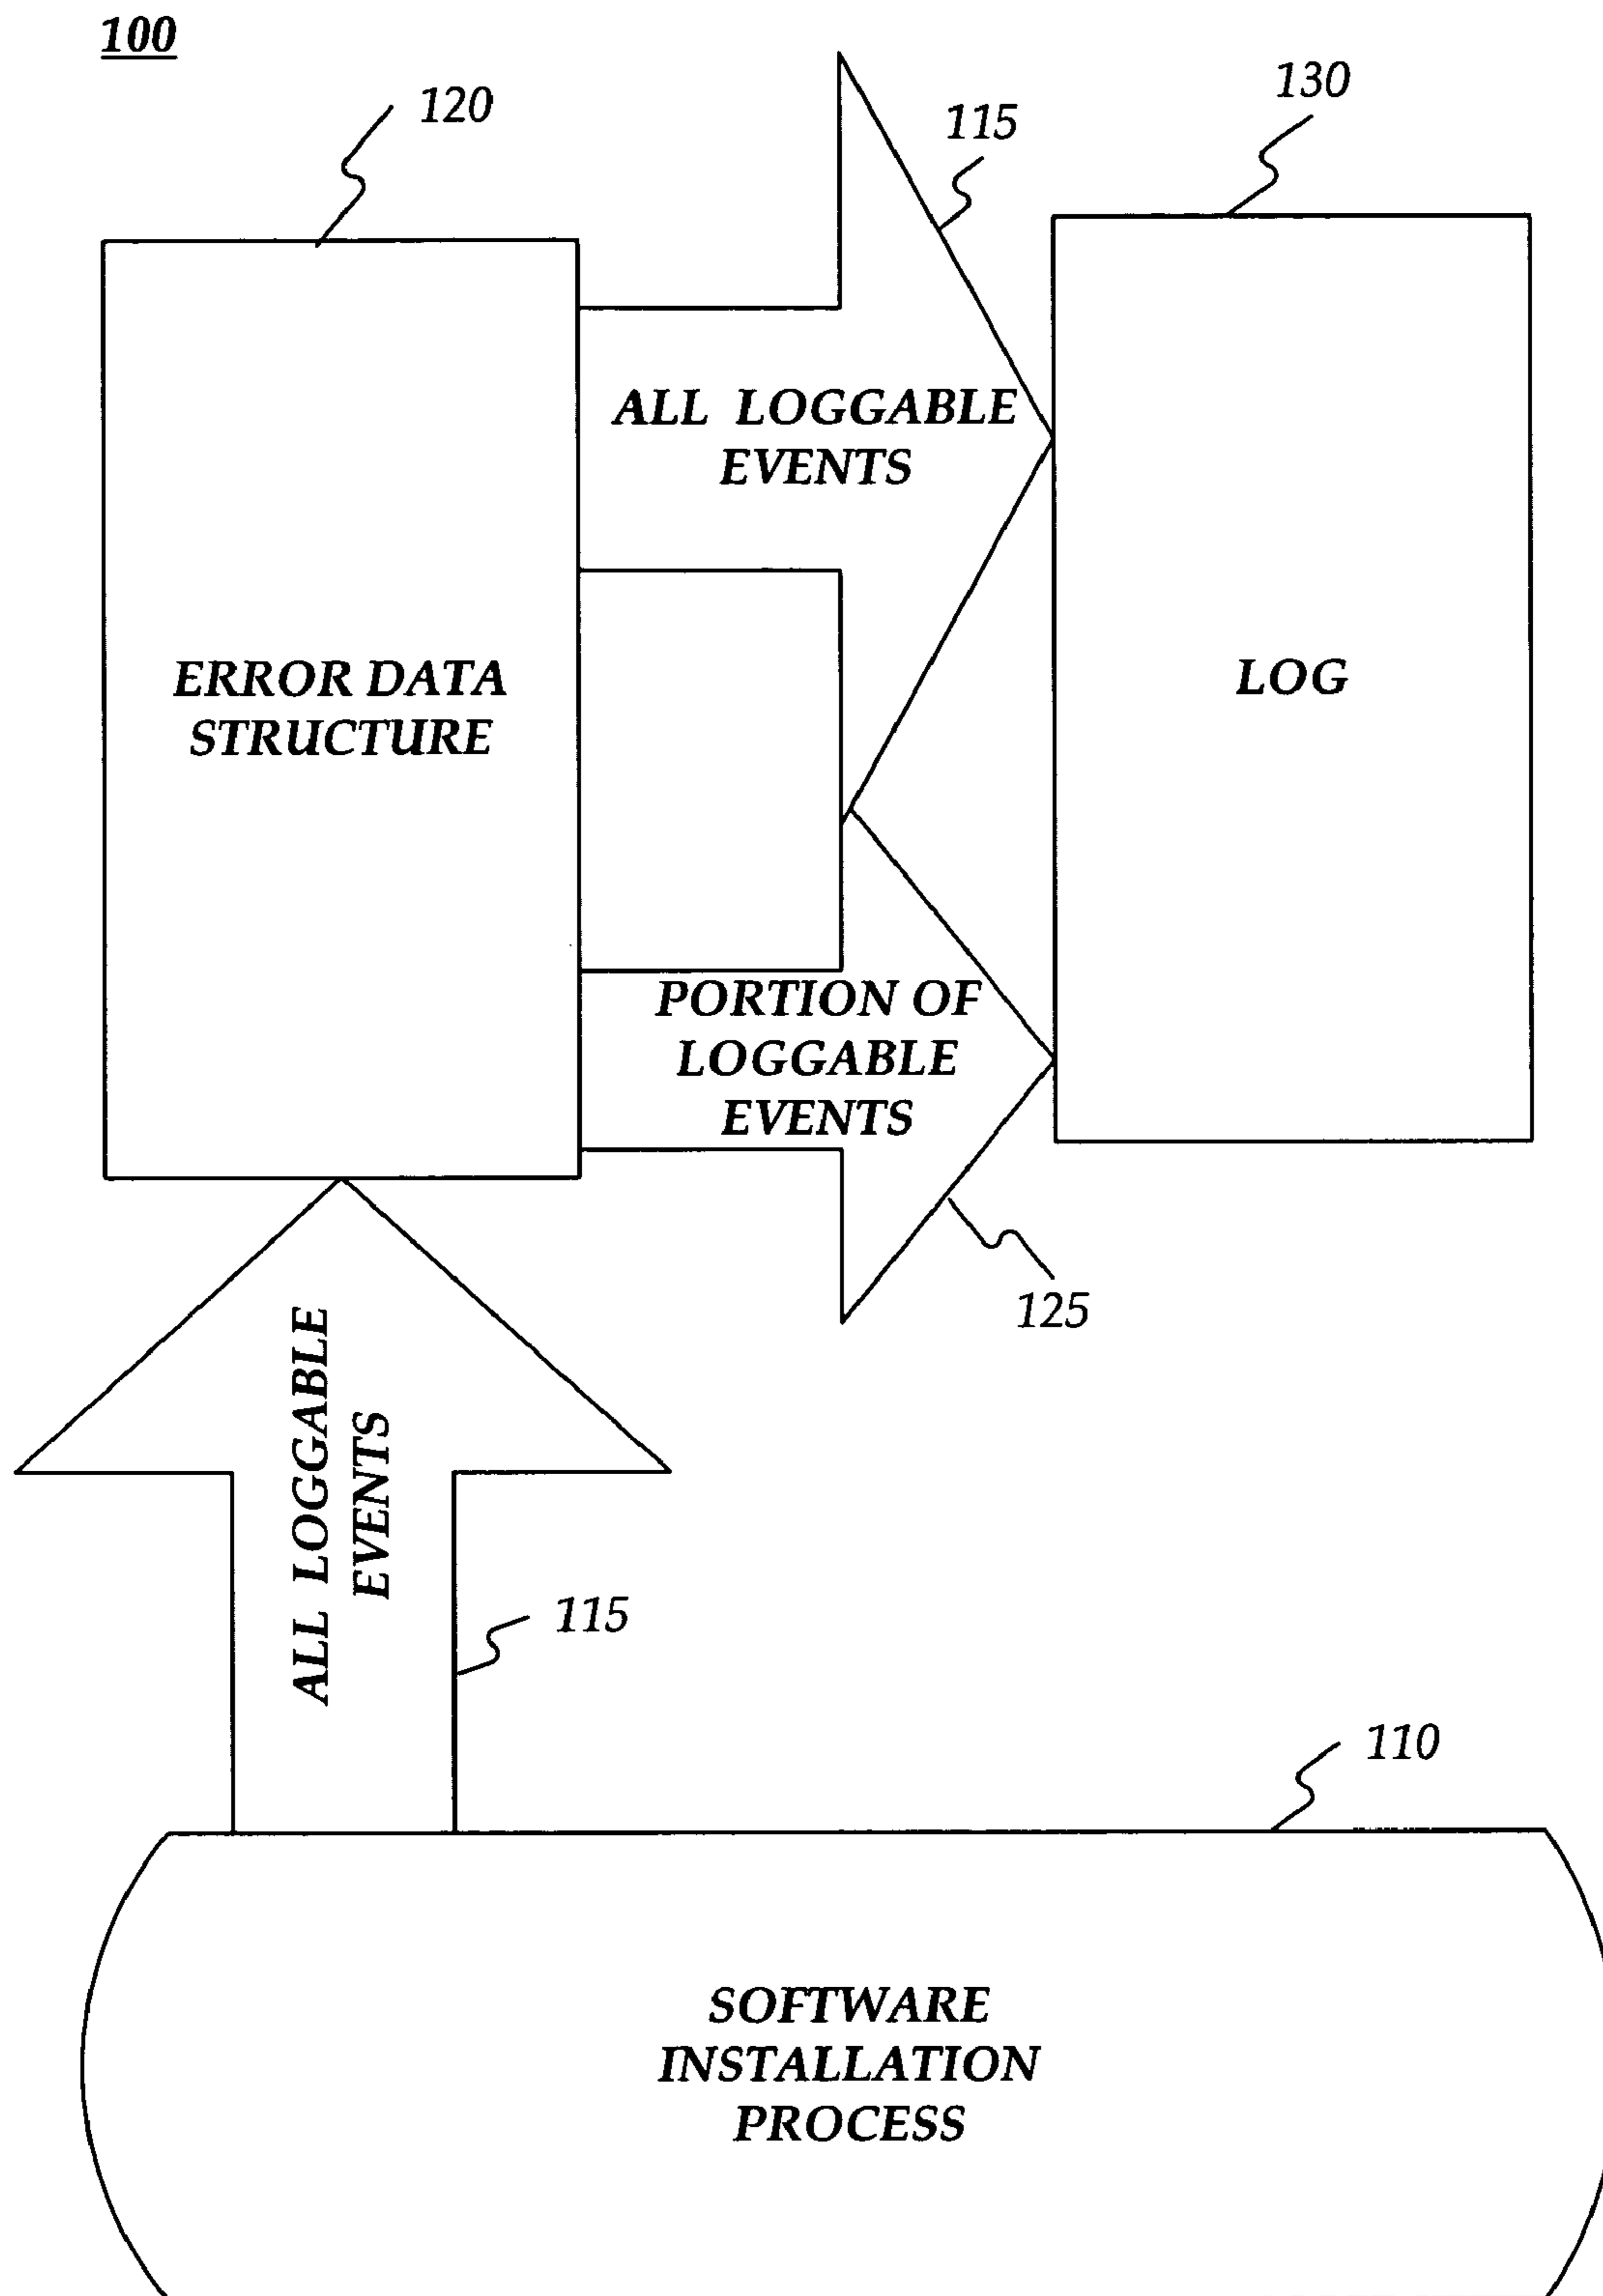 100
120
115
130
ALL LOGGABLE
EVENTS
ERROR DATA
STRUCTURE
LOG
PORTION OF
LOGGABLE
EVENTS
125
ALL LOGGABLE
EVENTS
115
110
SOFTWARE
INSTALLATION
PROCESS